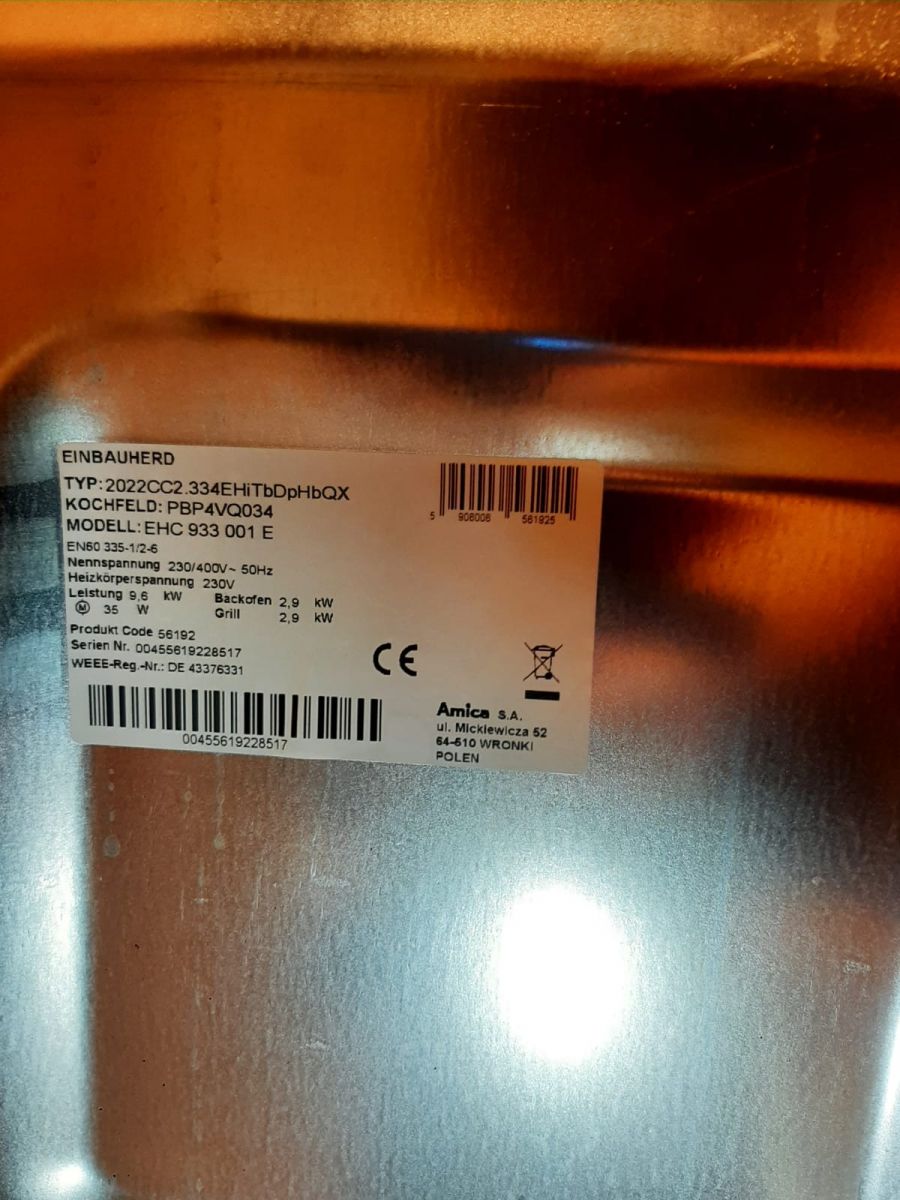 EINBAUHERD
TYP: 2022CC2.334EHiTbDpHbQX
KOCHFELD: PBP4VQ034
MODELL: EHC 933 001 E
EN60 335-1/2-6
Nennspannung 230/400V~ 50Hz
Heizkörperspannung 230V
Leistung 9,6 kW Backofen 2,9 kW
M 35 W Grill 2,9 kW
Produkt Code 56192
Serien Nr. 00455619228517
WEEE-Reg.-Nr.: DE 43376331
00455619228517
5 908006 561925
CE
Amica S.A.
ul. Mickiewicza 52
64-510 WRONKI
POLEN